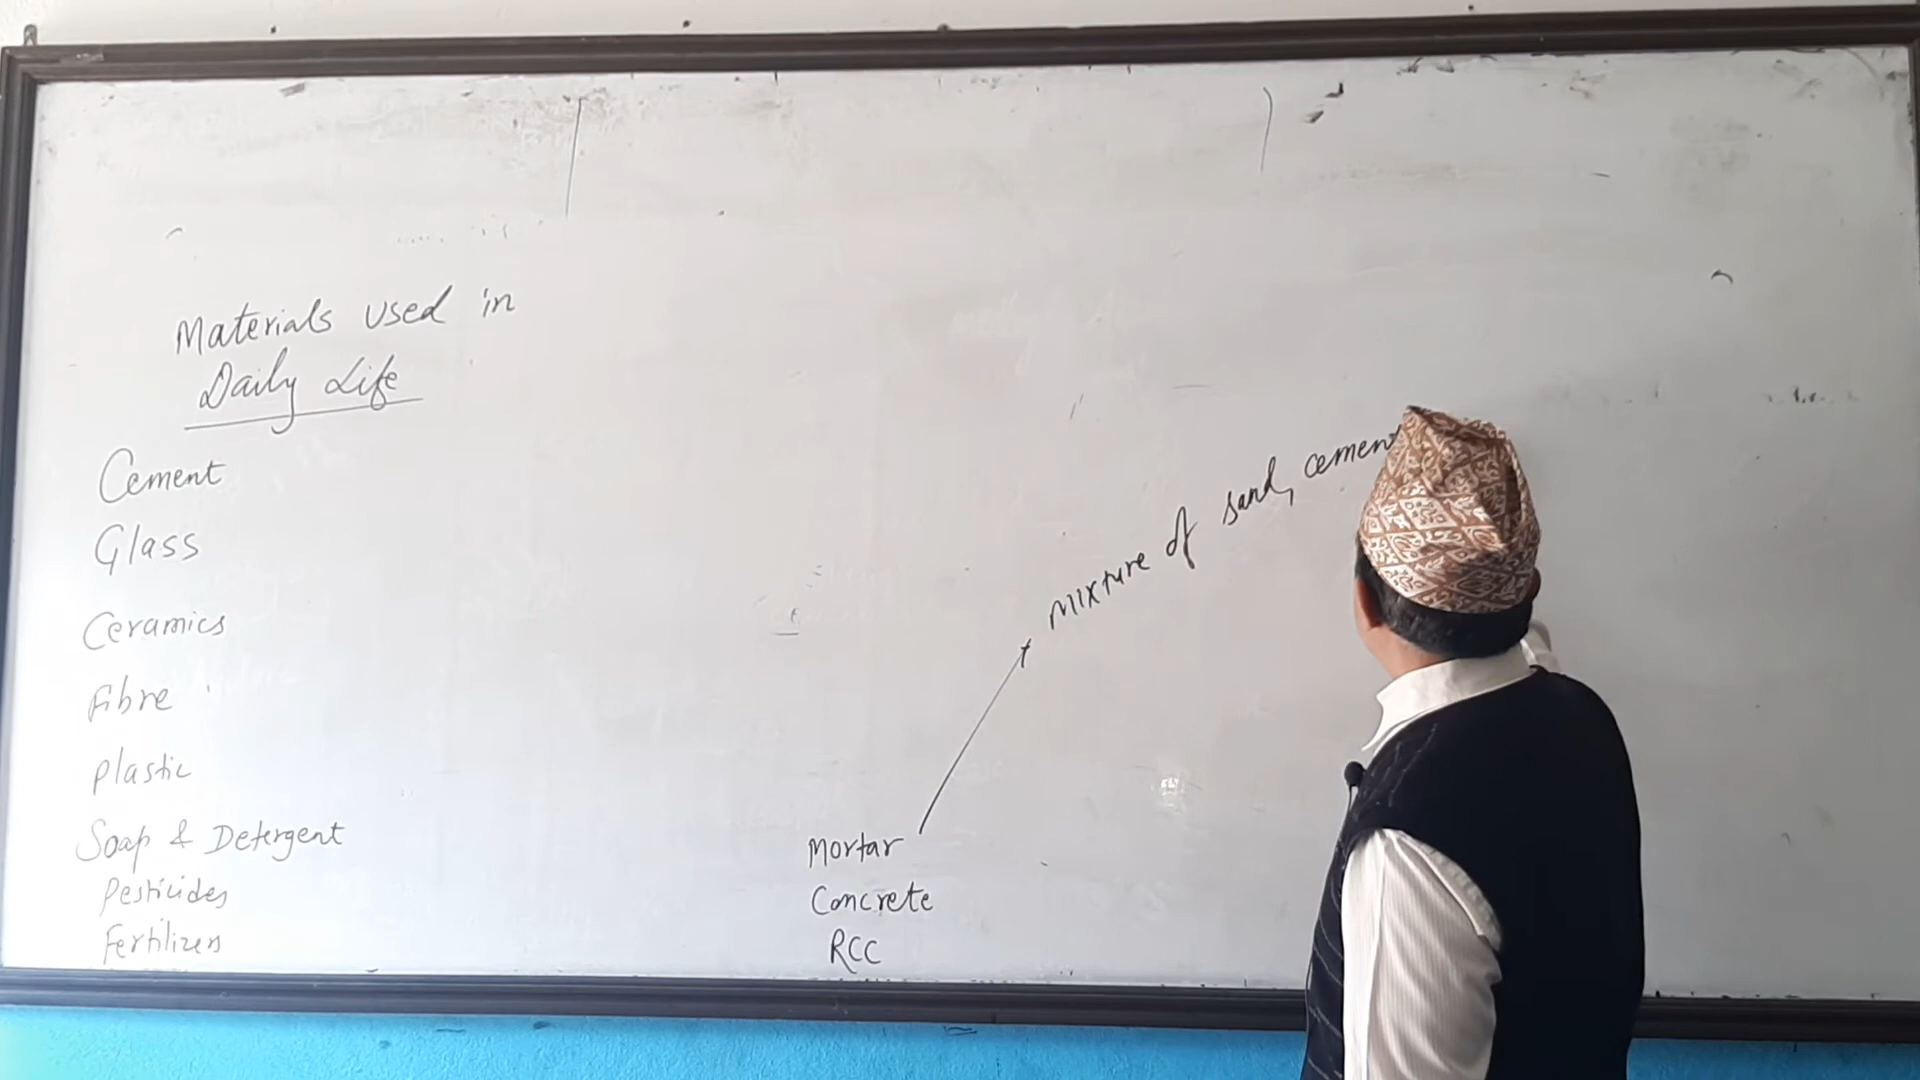 Materials used in
Daily Life
Cement
Glass
Ceramics
Fibre
plastic
Soap & Detergent
Pesticides
Fertilizers
mixture of sand, cement
Mortar
Concrete
RCC